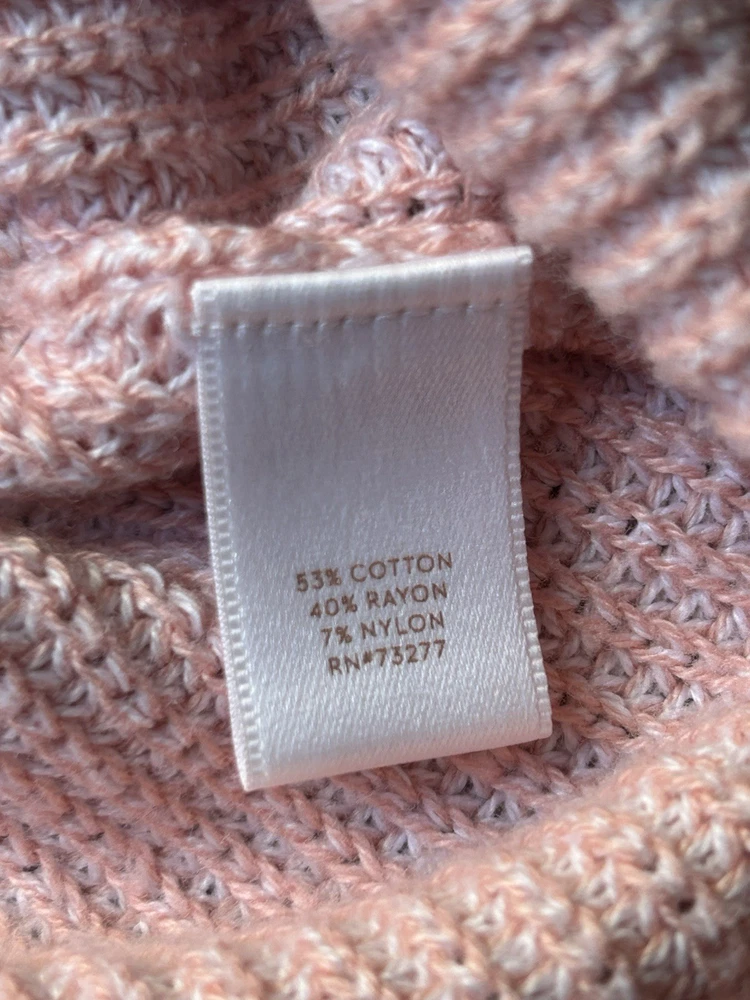 53% COTTON
40% RAYON
7% NYLON
RN#73277